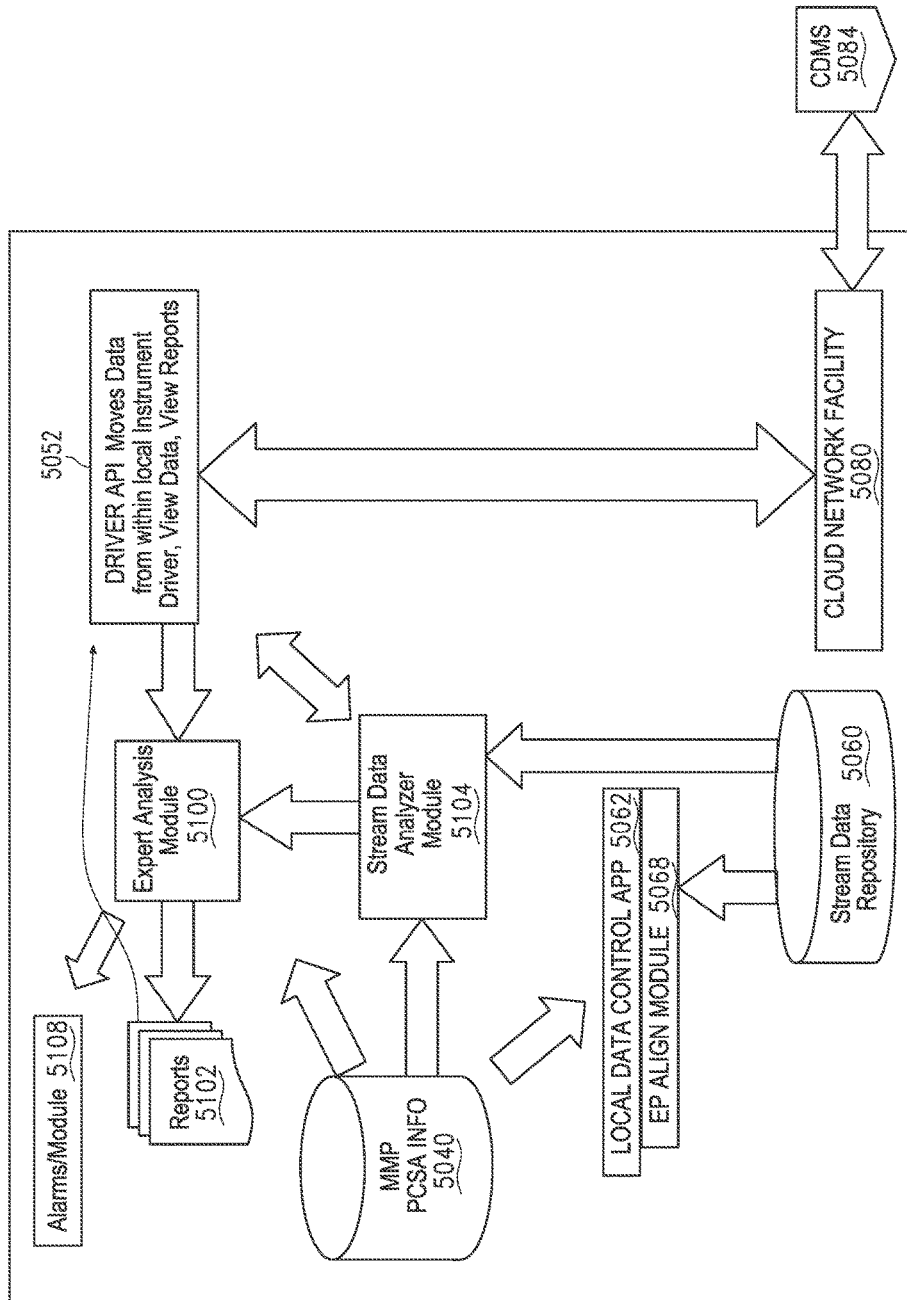 Alarms/Module 5108
Reports
5102
Expert Analysis
Module
5100
5052
DRIVER API Moves Data
from within local Instrument
Driver, View Data, View Reports
MMP
PCSA INFO
5040
Stream Data
Analyzer
Module
5104
LOCAL DATA CONTROL APP 5062
EP ALIGN MODULE 5068
Stream Data
Repository
5060
CLOUD NETWORK FACILITY
5080
CDMS
5084